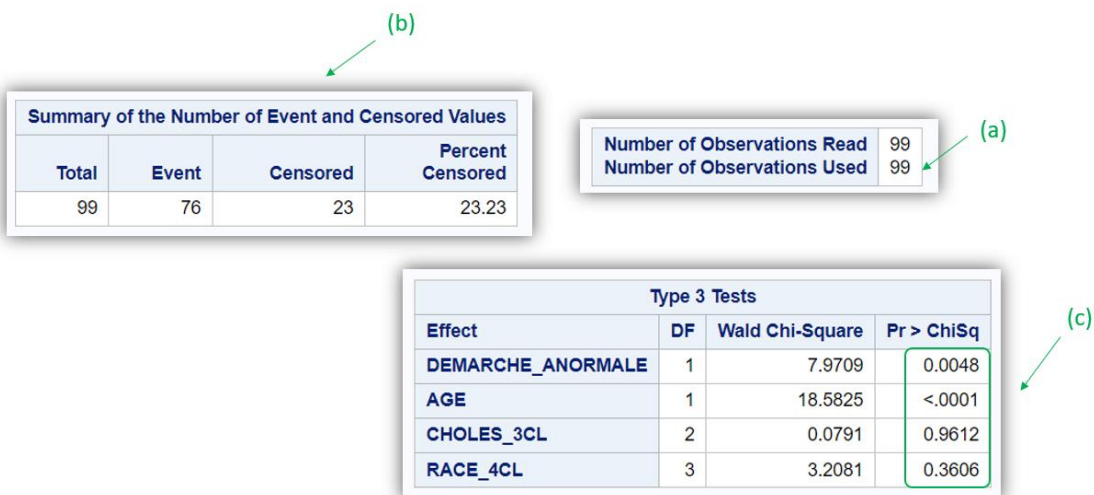 (b)
Summary of the Number of Event and Censored Values
Total Event Censored Percent Censored
99 76 23 23.23
Number of Observations Read 99
Number of Observations Used 99
(a)
Type 3 Tests
Effect DF Wald Chi-Square Pr > ChiSq
DEMARCHE_ANORMALE 1 7.9709 0.0048
AGE 1 18.5825 <.0001
CHOLES_3CL 2 0.0791 0.9612
RACE_4CL 3 3.2081 0.3606
(c)